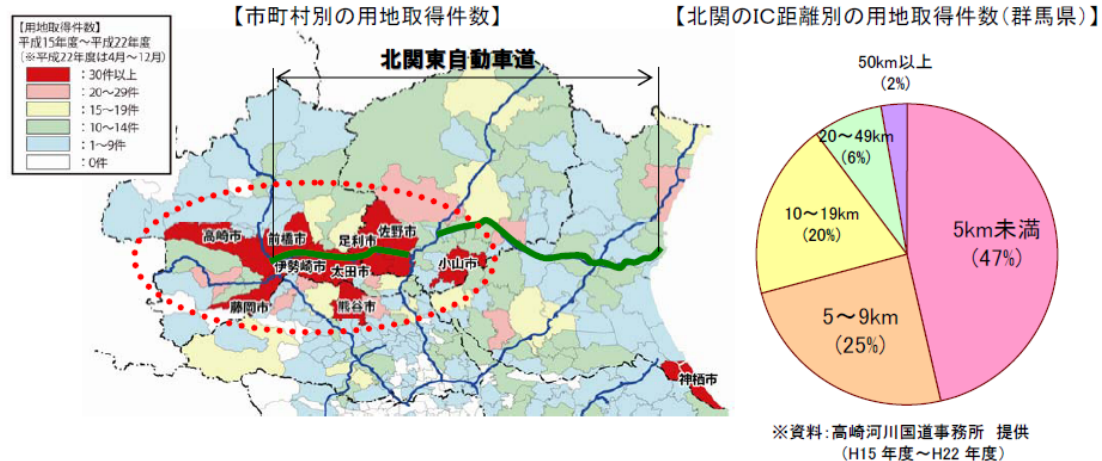 【市町村別の用地取得件数】
【用地取得件数】
平成15年度～平成22年度
(※平成22年度は4月～12月)
：30件以上
：20～29件
：15～19件
：10～14件
：1～9件
：0件
北関東自動車道
高崎市
前橋市
足利市
佐野市
伊勢崎市
太田市
小山市
藤岡市
熊谷市
神栖市
【北関のIC距離別の用地取得件数(群馬県)】
50km以上
(2%)
20～49km
(6%)
10～19km
(20%)
5km未満
(47%)
5～9km
(25%)
※資料：高崎河川国道事務所　提供
(H15 年度～H22 年度)